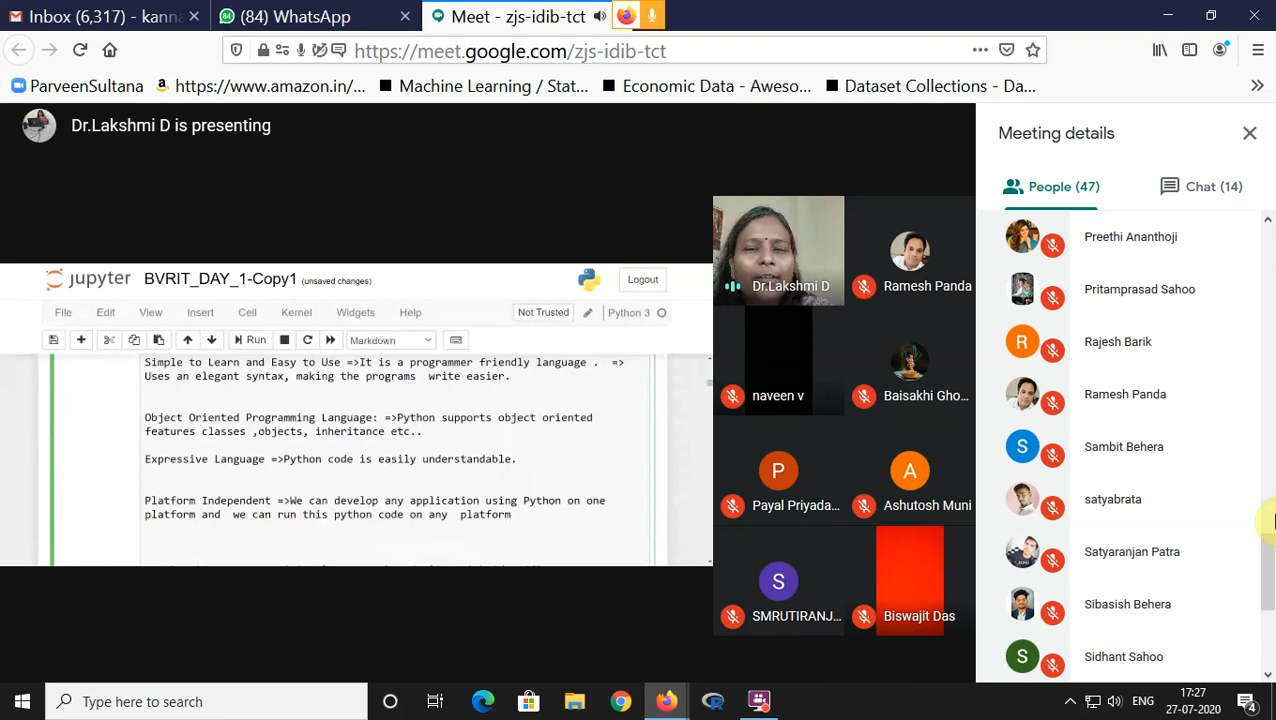 Inbox (6,317) - kanna
(84) WhatsApp
Meet - zjs-idib-tct
https://meet.google.com/zjs-idib-tct
ParveenSultana
https://www.amazon.in/...
Machine Learning / Stat...
Economic Data - Aweso...
Dataset Collections - Da...
Dr.Lakshmi D is presenting
Meeting details
People (47)
Chat (14)
jupyter BVRIT_DAY_1-Copy1 (unsaved changes)
Logout
File Edit View Insert Cell Kernel Widgets Help
Not Trusted
Python 3
Run
Markdown
Simple to Learn and Easy to Use =>It is a programmer friendly language . =>
Uses an elegant syntax, making the programs write easier.
Object Oriented Programming Language: =>Python supports object oriented
features classes ,objects, inheritance etc..
Expressive Language =>Python code is easily understandable.
Platform Independent =>We can develop any application using Python on one
platform and we can run this python code on any platform
Dr.Lakshmi D
Ramesh Panda
naveen v
Baisakhi Gho...
P
Payal Priyada...
A
Ashutosh Muni
S
SMRUTIRANJ...
Biswajit Das
Preethi Ananthoji
Pritamprasad Sahoo
R
Rajesh Barik
Ramesh Panda
S
Sambit Behera
satyabrata
Satyaranjan Patra
Sibasish Behera
S
Sidhant Sahoo
Type here to search
R
ENG
17:27
27-07-2020
4